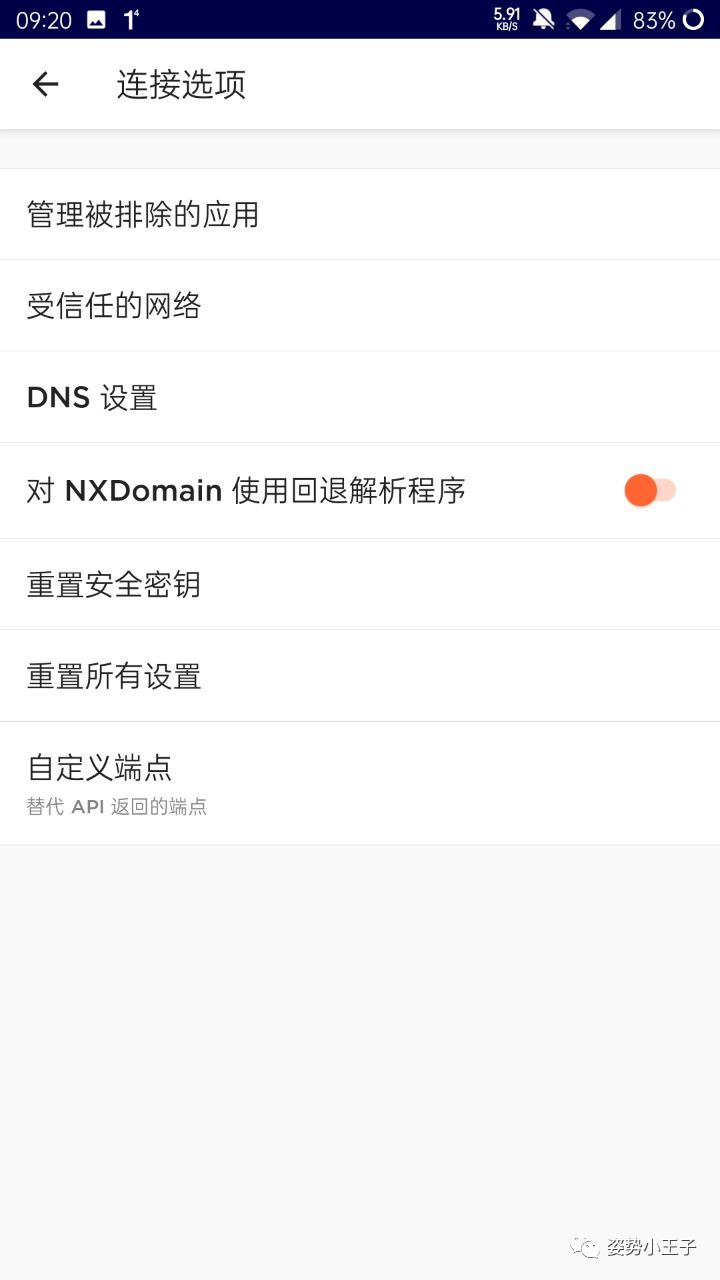 09:20 1⁴ 5.91 KB/S 83%
连接选项
管理被排除的应用
受信任的网络
DNS 设置
对 NXDomain 使用回退解析程序
重置安全密钥
重置所有设置
自定义端点
替代 API 返回的端点
姿势小王子